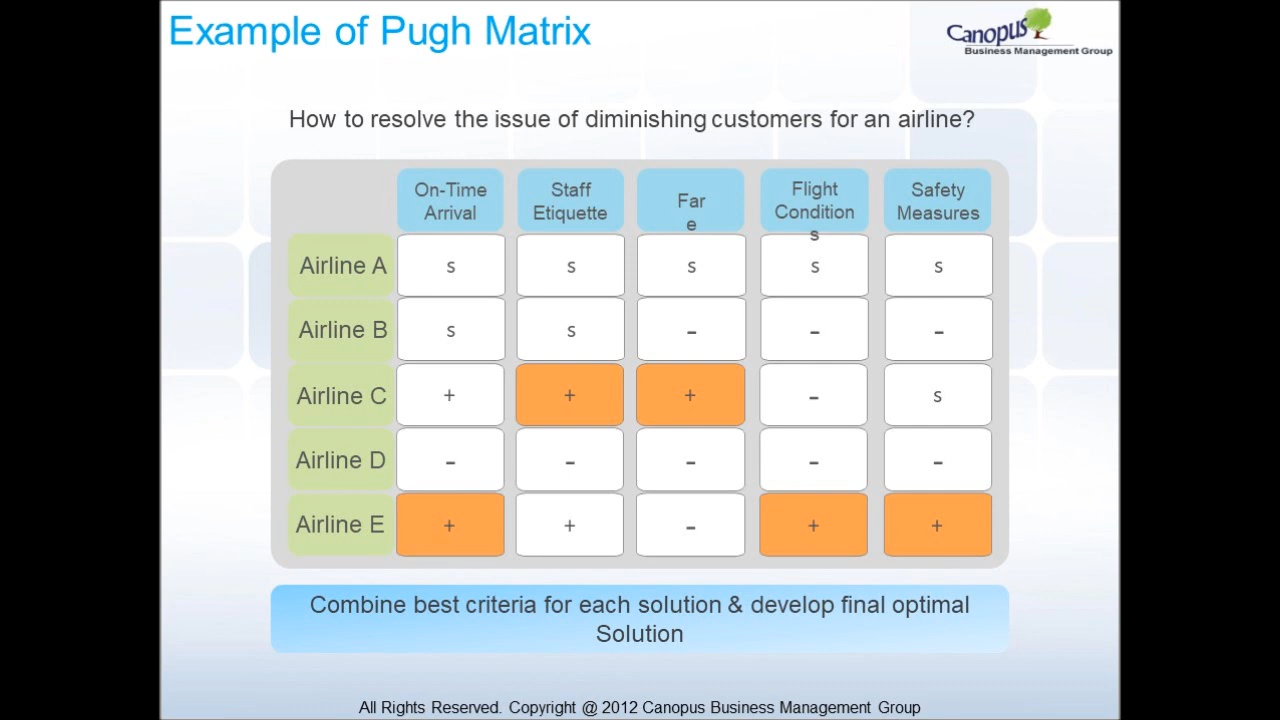 Example of Pugh Matrix
Canopus
Business Management Group
How to resolve the issue of diminishing customers for an airline?
On-Time
Arrival
Staff
Etiquette
Far
e
Flight
Condition
s
Safety
Measures
Airline A s s s s s
Airline B s s - - -
Airline C + + + - s
Airline D - - - - -
Airline E + + - + +
Combine best criteria for each solution & develop final optimal
Solution
All Rights Reserved. Copyright @ 2012 Canopus Business Management Group